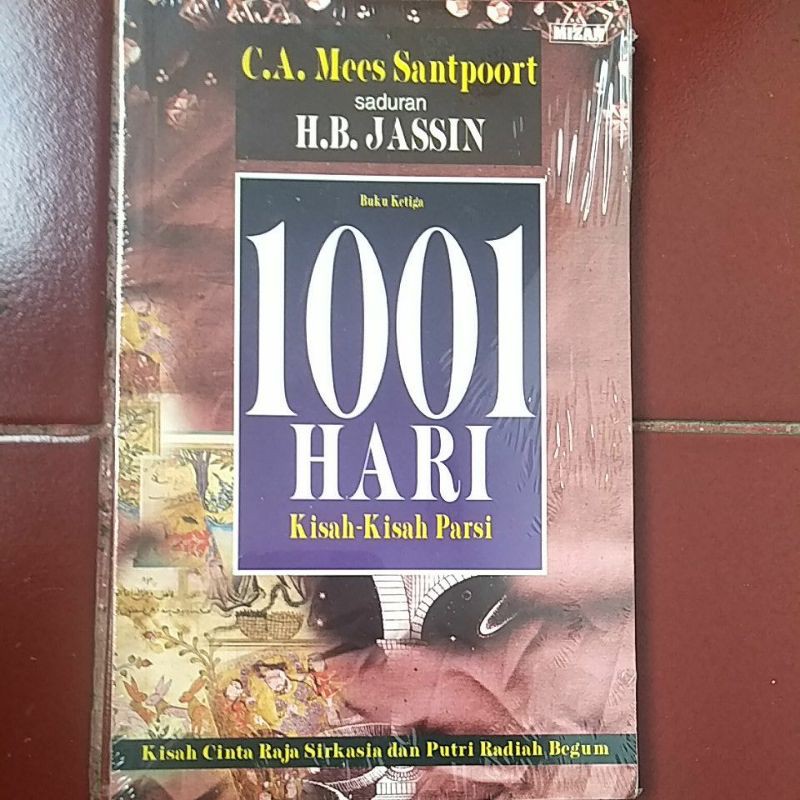 MIZAN
C.A. Mees Santpoort
saduran
H.B. JASSIN
Buku Ketiga
1001
HARI
Kisah-Kisah Parsi
Kisah Cinta Raja Sirkasia dan Putri Radiah Begum